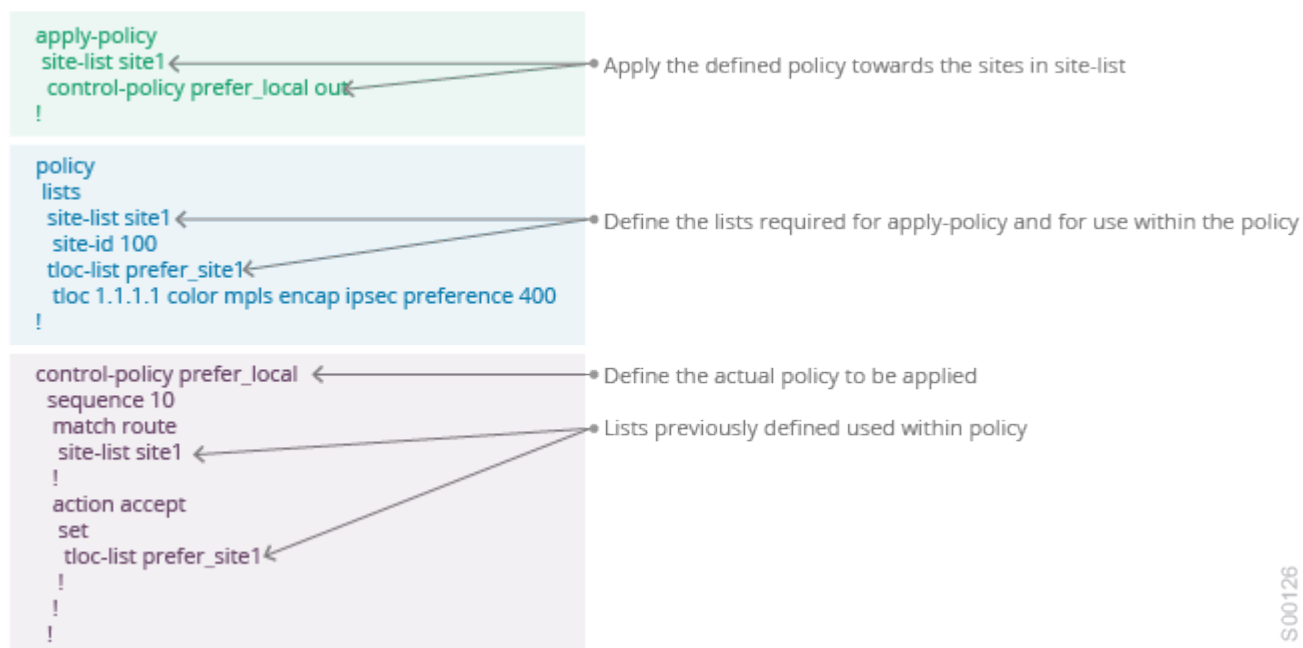 apply-policy
site-list site1
control-policy prefer_local out
!
Apply the defined policy towards the sites in site-list
policy
lists
site-list site1
site-id 100
tloc-list prefer_site1
tloc 1.1.1.1 color mpls encap ipsec preference 400
!
Define the lists required for apply-policy and for use within the policy
control-policy prefer_local
sequence 10
match route
site-list site1
!
action accept
set
tloc-list prefer_site1
!
!
!
Define the actual policy to be applied
Lists previously defined used within policy
S00126